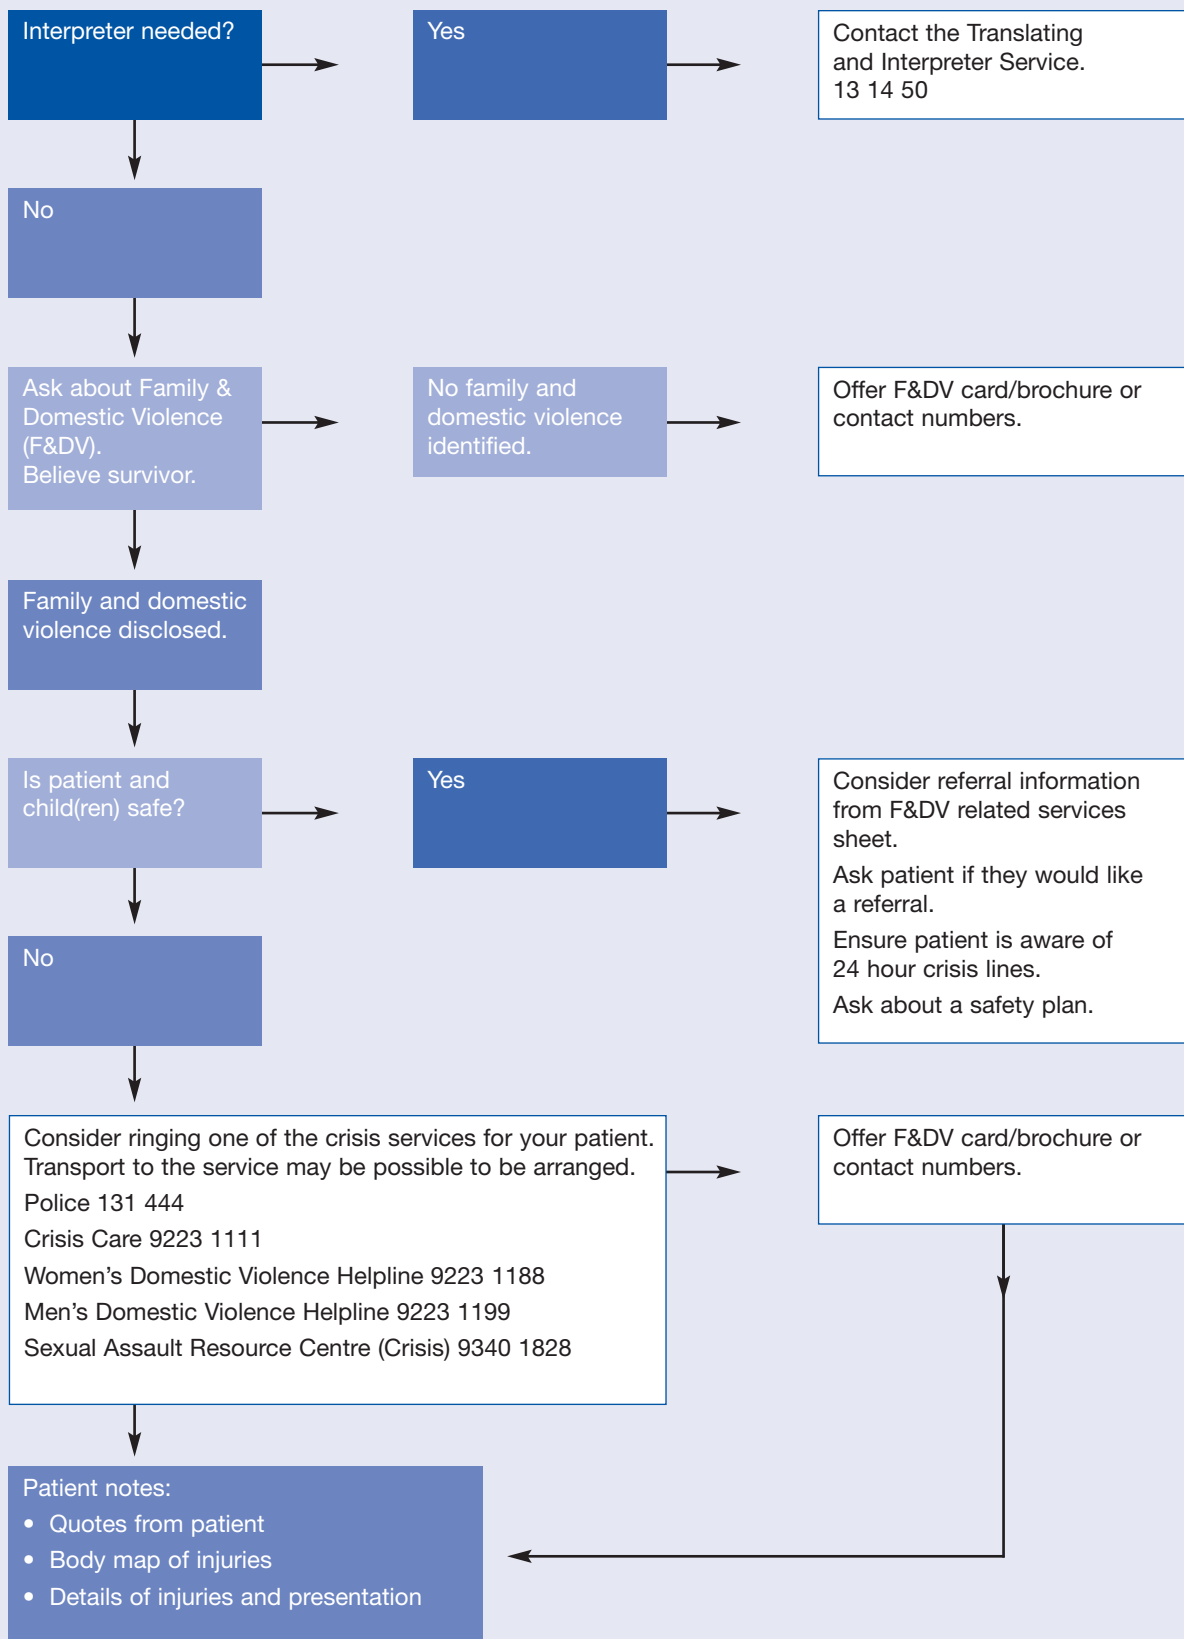 Interpreter needed?
Yes
Contact the Translating
and Interpreter Service.
13 14 50
No
Ask about Family &
Domestic Violence
(F&DV).
Believe survivor.
No family and
domestic violence
identified.
Offer F&DV card/brochure or
contact numbers.
Family and domestic
violence disclosed.
Is patient and
child(ren) safe?
Yes
Consider referral information
from F&DV related services
sheet.
Ask patient if they would like
a referral.
Ensure patient is aware of
24 hour crisis lines.
Ask about a safety plan.
No
Consider ringing one of the crisis services for your patient.
Transport to the service may be possible to be arranged.
Police 131 444
Crisis Care 9223 1111
Women’s Domestic Violence Helpline 9223 1188
Men’s Domestic Violence Helpline 9223 1199
Sexual Assault Resource Centre (Crisis) 9340 1828
Offer F&DV card/brochure or
contact numbers.
Patient notes:
• Quotes from patient
• Body map of injuries
• Details of injuries and presentation